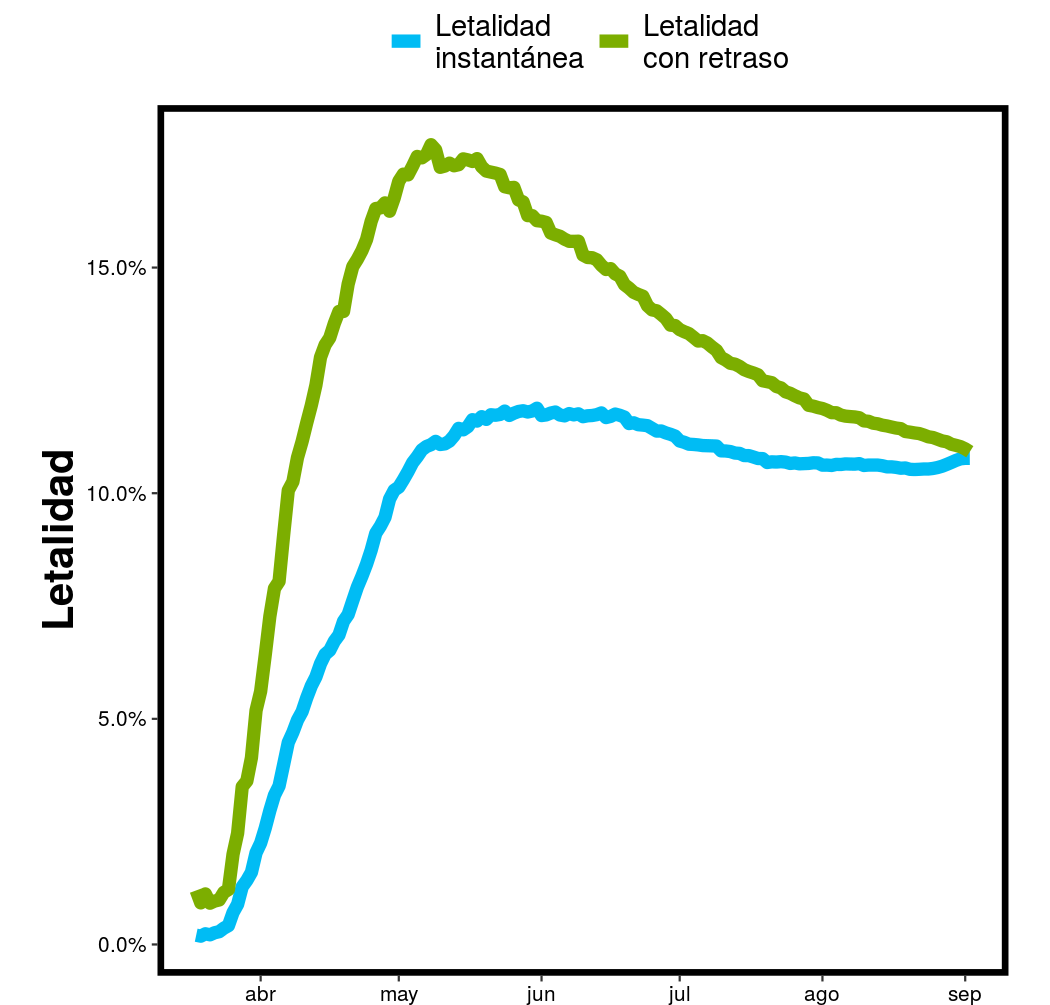 Letalidad
instantánea
Letalidad
con retraso
Letalidad
15.0%
10.0%
5.0%
0.0%
abr
may
jun
jul
ago
sep